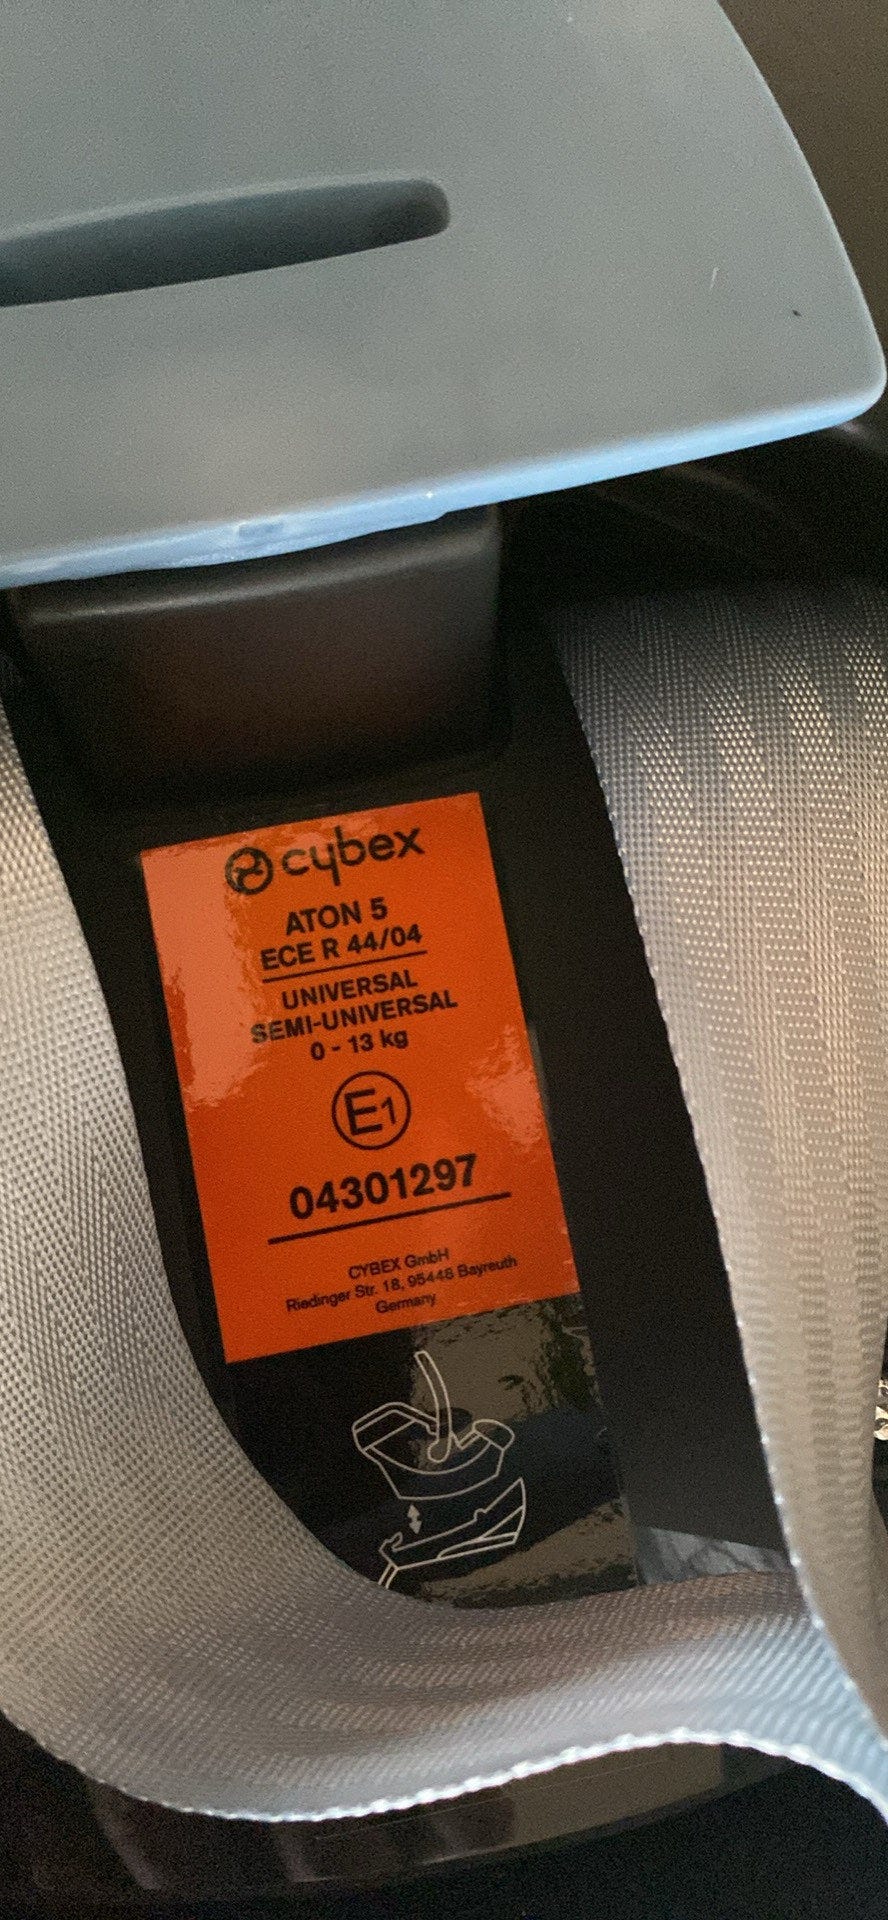 cybex
ATON 5
ECE R 44/04
UNIVERSAL
SEMI-UNIVERSAL
0 - 13 kg
E1
04301297
CYBEX GmbH
Riedinger Str. 18, 95448 Bayreuth
Germany